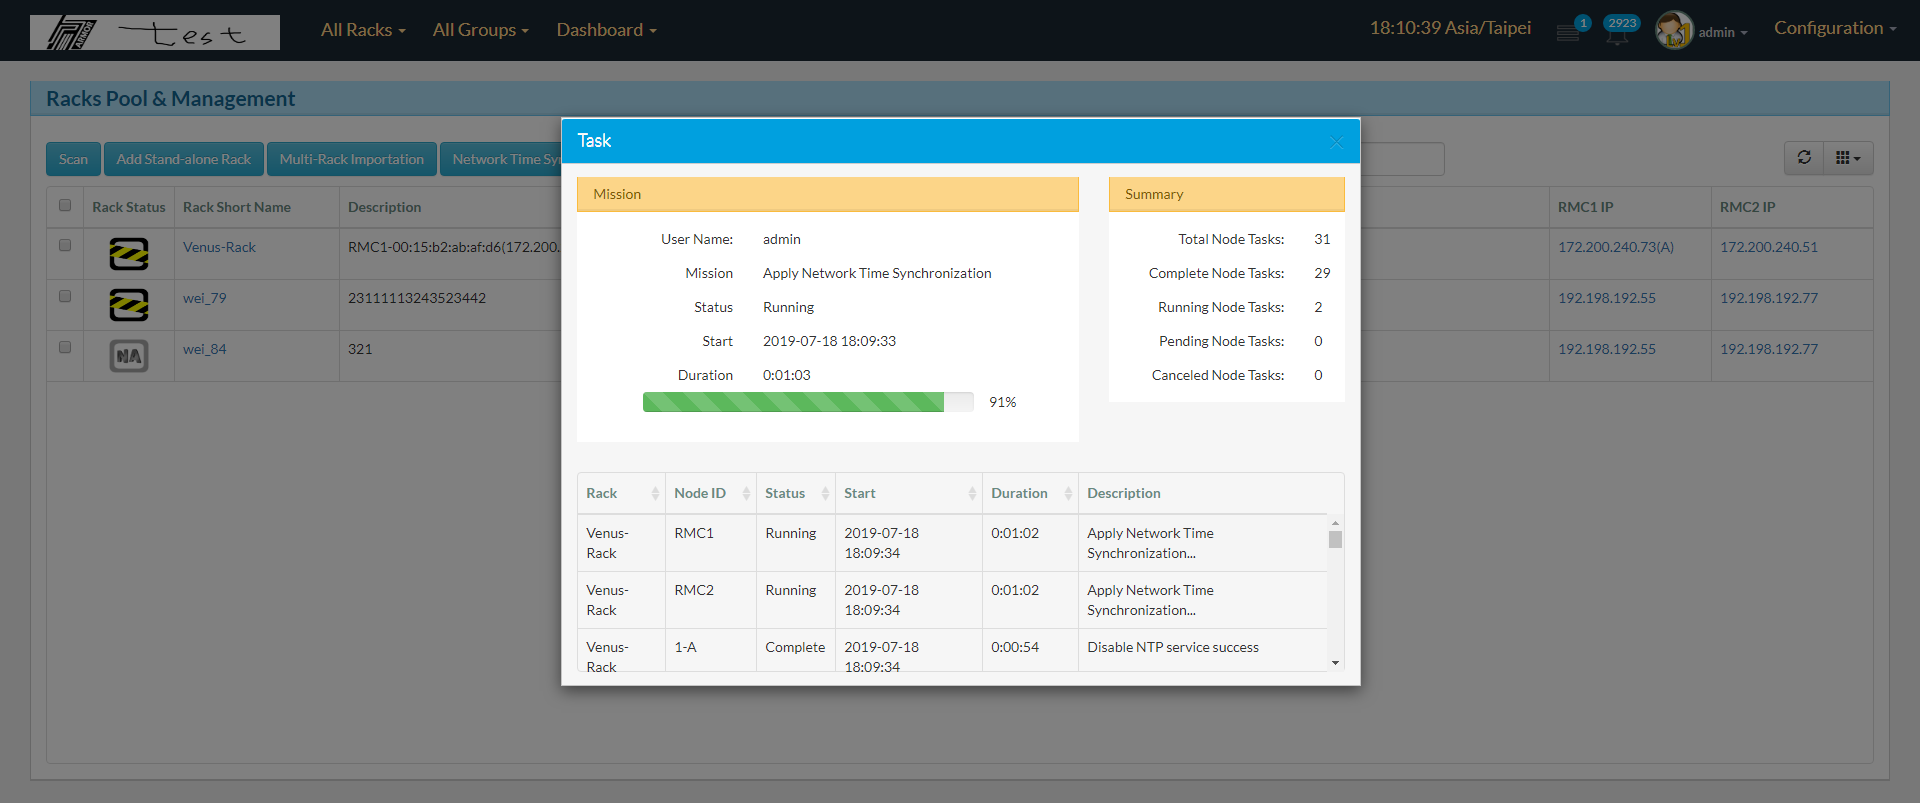 ARMOR test
All Racks All Groups Dashboard 18:10:39 Asia/Taipei 1 2923 admin Configuration
Racks Pool & Management
Scan Add Stand-alone Rack Multi-Rack Importation Network Time Sy
Rack Status Rack Short Name Description RMC1 IP RMC2 IP
Venus-Rack RMC1-00:15:b2:ab:af:d6(172.200. 172.200.240.73(A) 172.200.240.51
wei_79 23111113243523442 192.198.192.55 192.198.192.77
NA wei_84 321 192.198.192.55 192.198.192.77
Task
Mission
User Name: admin
Mission Apply Network Time Synchronization
Status Running
Start 2019-07-18 18:09:33
Duration 0:01:03
91%
Summary
Total Node Tasks: 31
Complete Node Tasks: 29
Running Node Tasks: 2
Pending Node Tasks: 0
Canceled Node Tasks: 0
Rack Node ID Status Start Duration Description
Venus- RMC1 Running 2019-07-18 0:01:02 Apply Network Time
Rack 18:09:34 Synchronization...
Venus- RMC2 Running 2019-07-18 0:01:02 Apply Network Time
Rack 18:09:34 Synchronization...
Venus- 1-A Complete 2019-07-18 0:00:54 Disable NTP service success
Rack 18:09:34